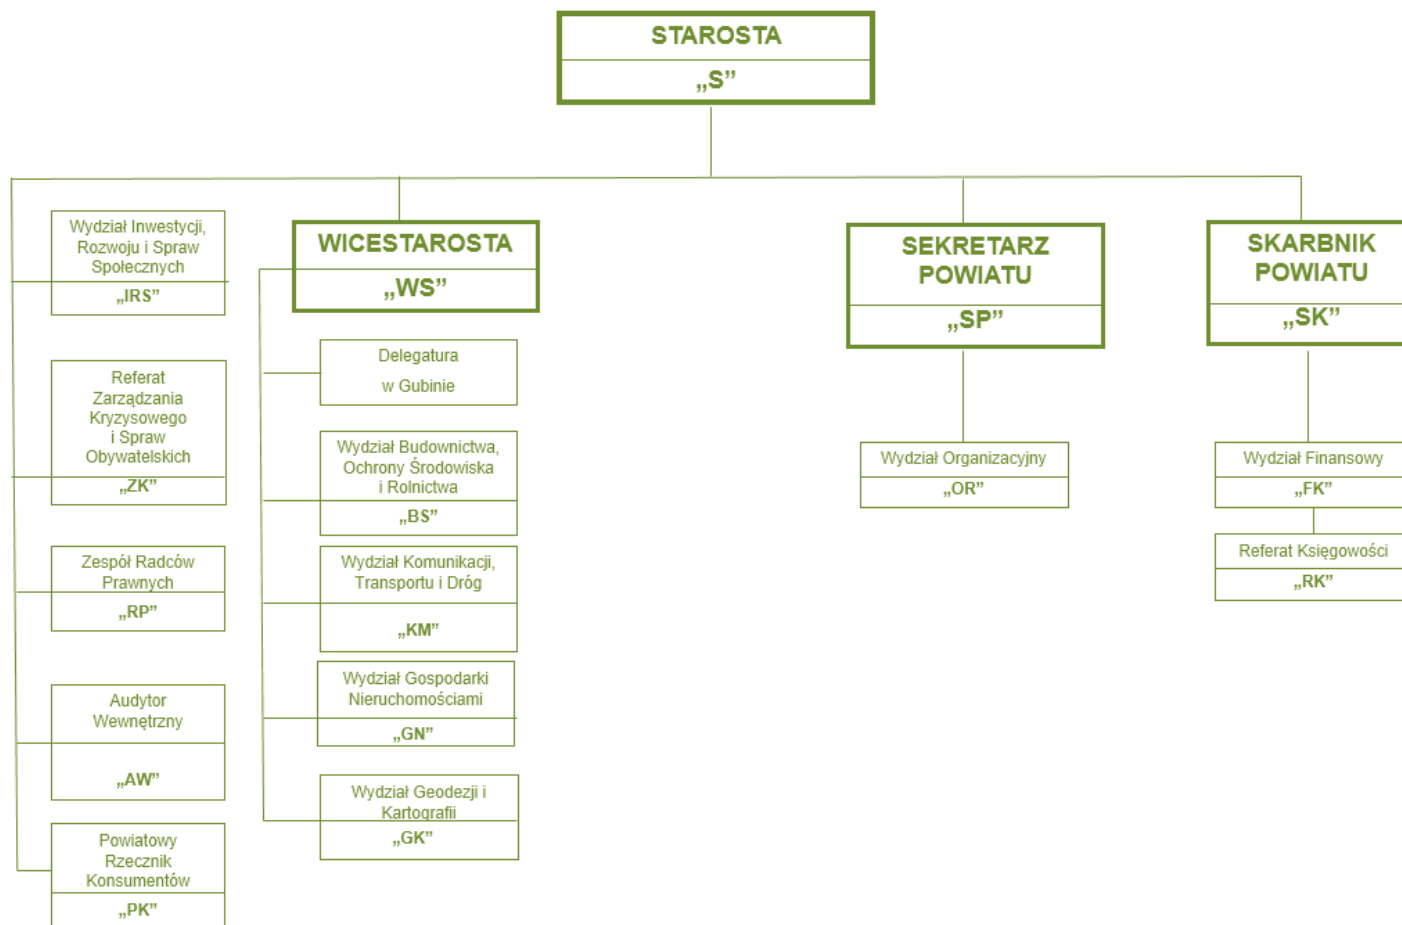 STAROSTA
„S”
Wydział Inwestycji,
Rozwoju i Spraw
Społecznych
„IRS”
Referat
Zarządzania
Kryzysowego
i Spraw
Obywatelskich
„ZK”
Zespół Radców
Prawnych
„RP”
Audytor
Wewnętrzny
„AW”
Powiatowy
Rzecznik
Konsumentów
„PK”
WICESTAROSTA
„WS”
Delegatura
w Gubinie
Wydział Budownictwa,
Ochrony Środowiska
i Rolnictwa
„BS”
Wydział Komunikacji,
Transportu i Dróg
„KM”
Wydział Gospodarki
Nieruchomościami
„GN”
Wydział Geodezji i
Kartografii
„GK”
SEKRETARZ
POWIATU
„SP”
Wydział Organizacyjny
„OR”
SKARBNIK
POWIATU
„SK”
Wydział Finansowy
„FK”
Referat Księgowości
„RK”